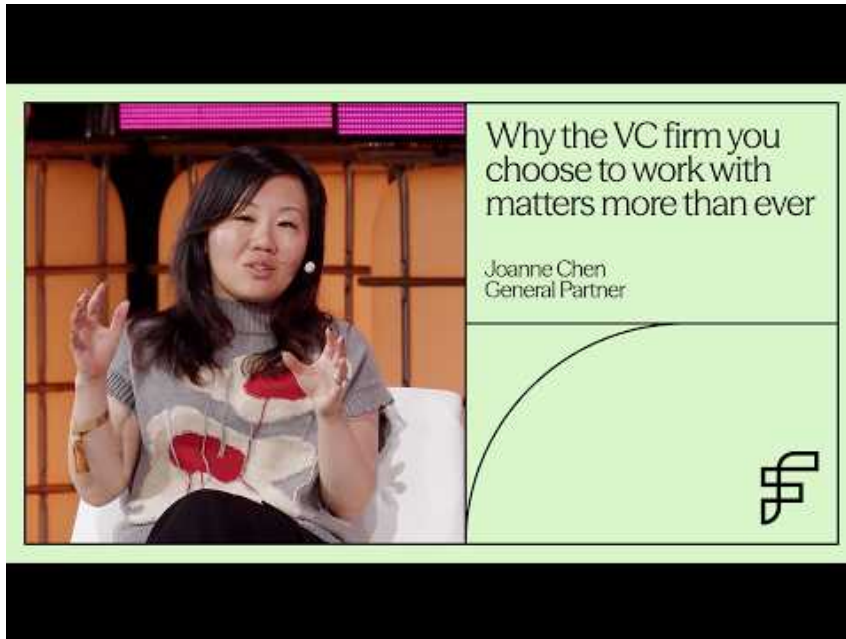 Why the VC firm you
choose to work with
matters more than ever
Joanne Chen
General Partner